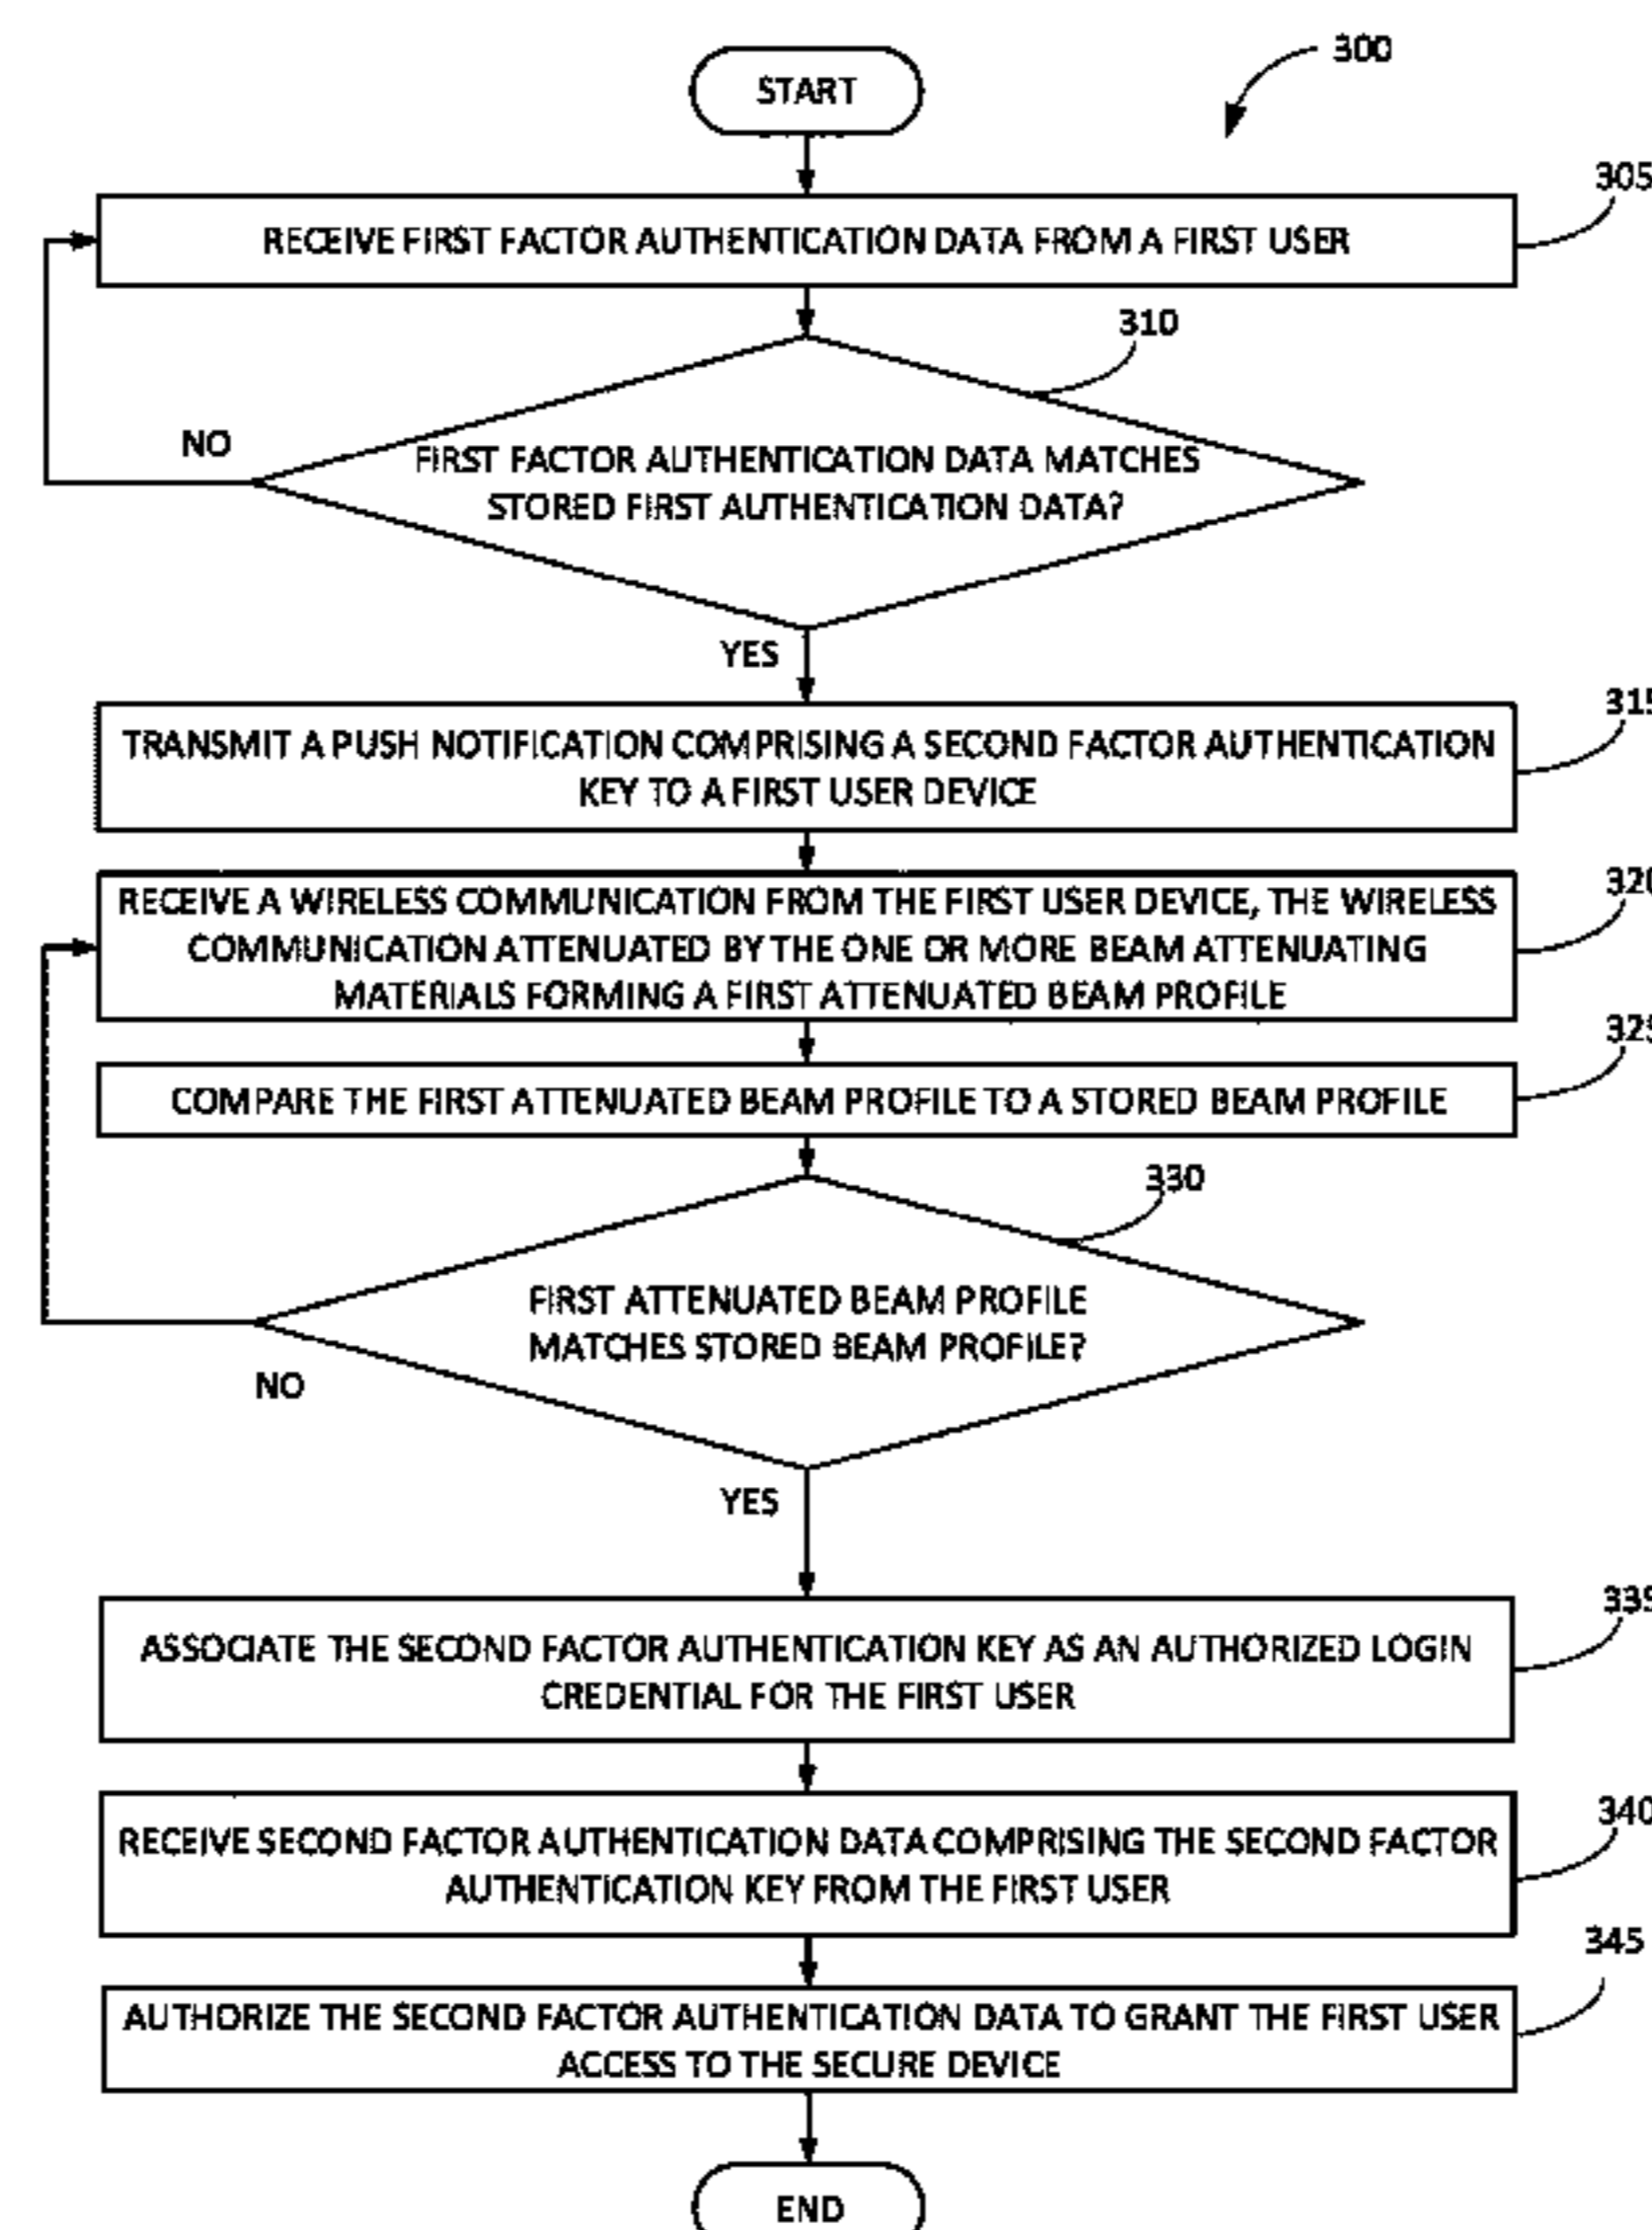 300
START
305
RECEIVE FIRST FACTOR AUTHENTICATION DATA FROM A FIRST USER
310
NO
FIRST FACTOR AUTHENTICATION DATA MATCHES
STORED FIRST AUTHENTICATION DATA?
YES
315
TRANSMIT A PUSH NOTIFICATION COMPRISING A SECOND FACTOR AUTHENTICATION
KEY TO A FIRST USER DEVICE
320
RECEIVE A WIRELESS COMMUNICATION FROM THE FIRST USER DEVICE, THE WIRELESS
COMMUNICATION ATTENUATED BY THE ONE OR MORE BEAM ATTENUATING
MATERIALS FORMING A FIRST ATTENUATED BEAM PROFILE
325
COMPARE THE FIRST ATTENUATED BEAM PROFILE TO A STORED BEAM PROFILE
330
FIRST ATTENUATED BEAM PROFILE
MATCHES STORED BEAM PROFILE?
NO
YES
335
ASSOCIATE THE SECOND FACTOR AUTHENTICATION KEY AS AN AUTHORIZED LOGIN
CREDENTIAL FOR THE FIRST USER
340
RECEIVE SECOND FACTOR AUTHENTICATION DATA COMPRISING THE SECOND FACTOR
AUTHENTICATION KEY FROM THE FIRST USER
345
AUTHORIZE THE SECOND FACTOR AUTHENTICATION DATA TO GRANT THE FIRST USER
ACCESS TO THE SECURE DEVICE
END